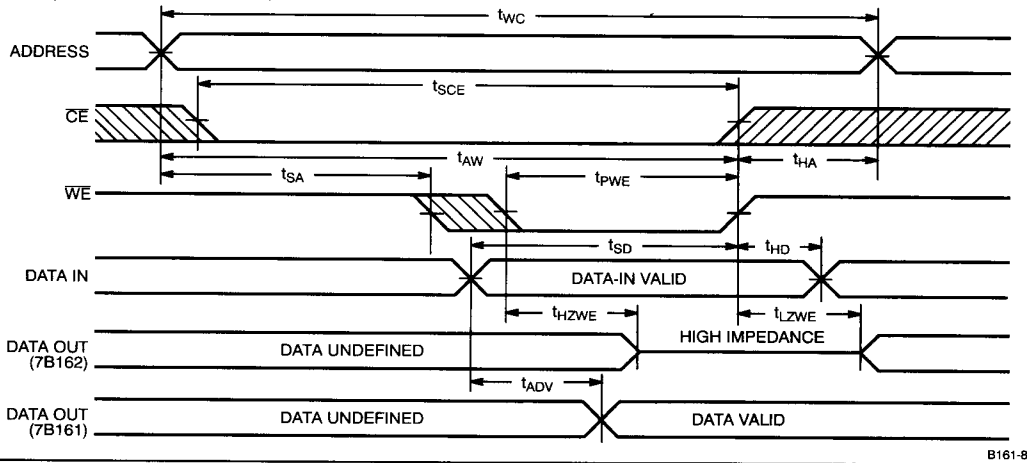 tWC
ADDRESS
tSCE
CE
tAW
tHA
tSA
tPWE
WE
tSD
tHD
DATA IN
DATA-IN VALID
tHZWE
tLZWE
HIGH IMPEDANCE
DATA OUT
(7B162)
DATA UNDEFINED
tADV
DATA OUT
(7B161)
DATA UNDEFINED
DATA VALID
B161-8